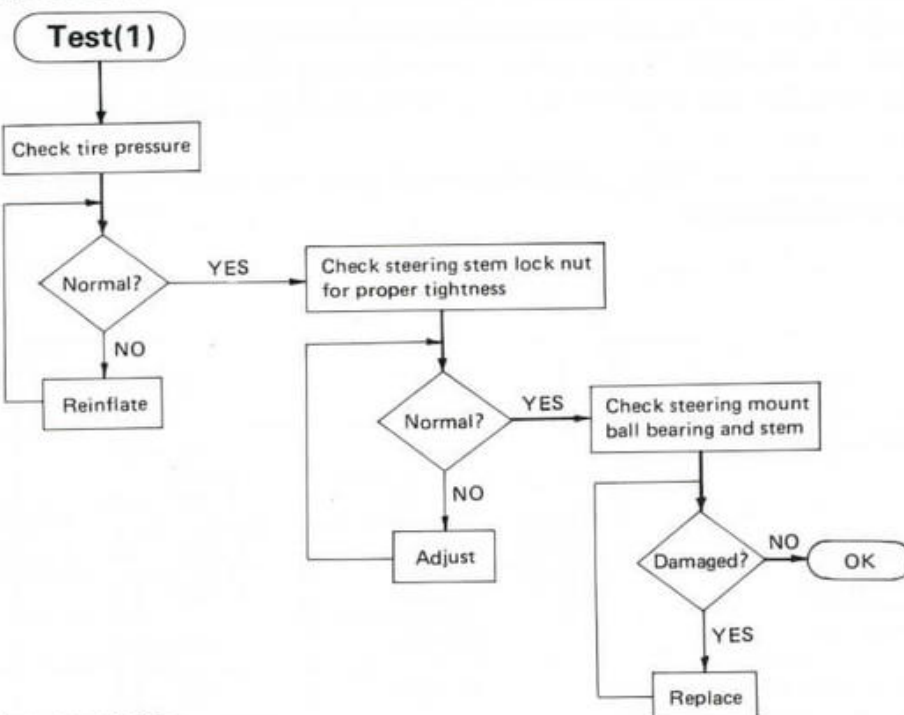 Test(1)
Check tire pressure
Normal?
YES
NO
Reinflate
Check steering stem lock nut
for proper tightness
Normal?
YES
NO
Adjust
Check steering mount
ball bearing and stem
Damaged?
NO
OK
YES
Replace